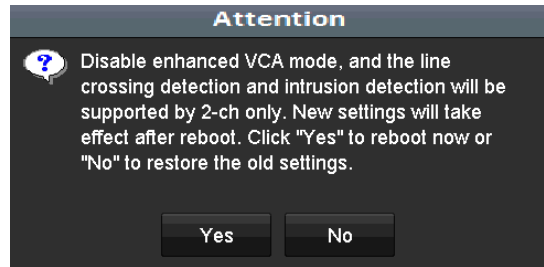 Attention
Disable enhanced VCA mode, and the line
crossing detection and intrusion detection will be
supported by 2-ch only. New settings will take
effect after reboot. Click "Yes" to reboot now or
"No" to restore the old settings.
Yes No